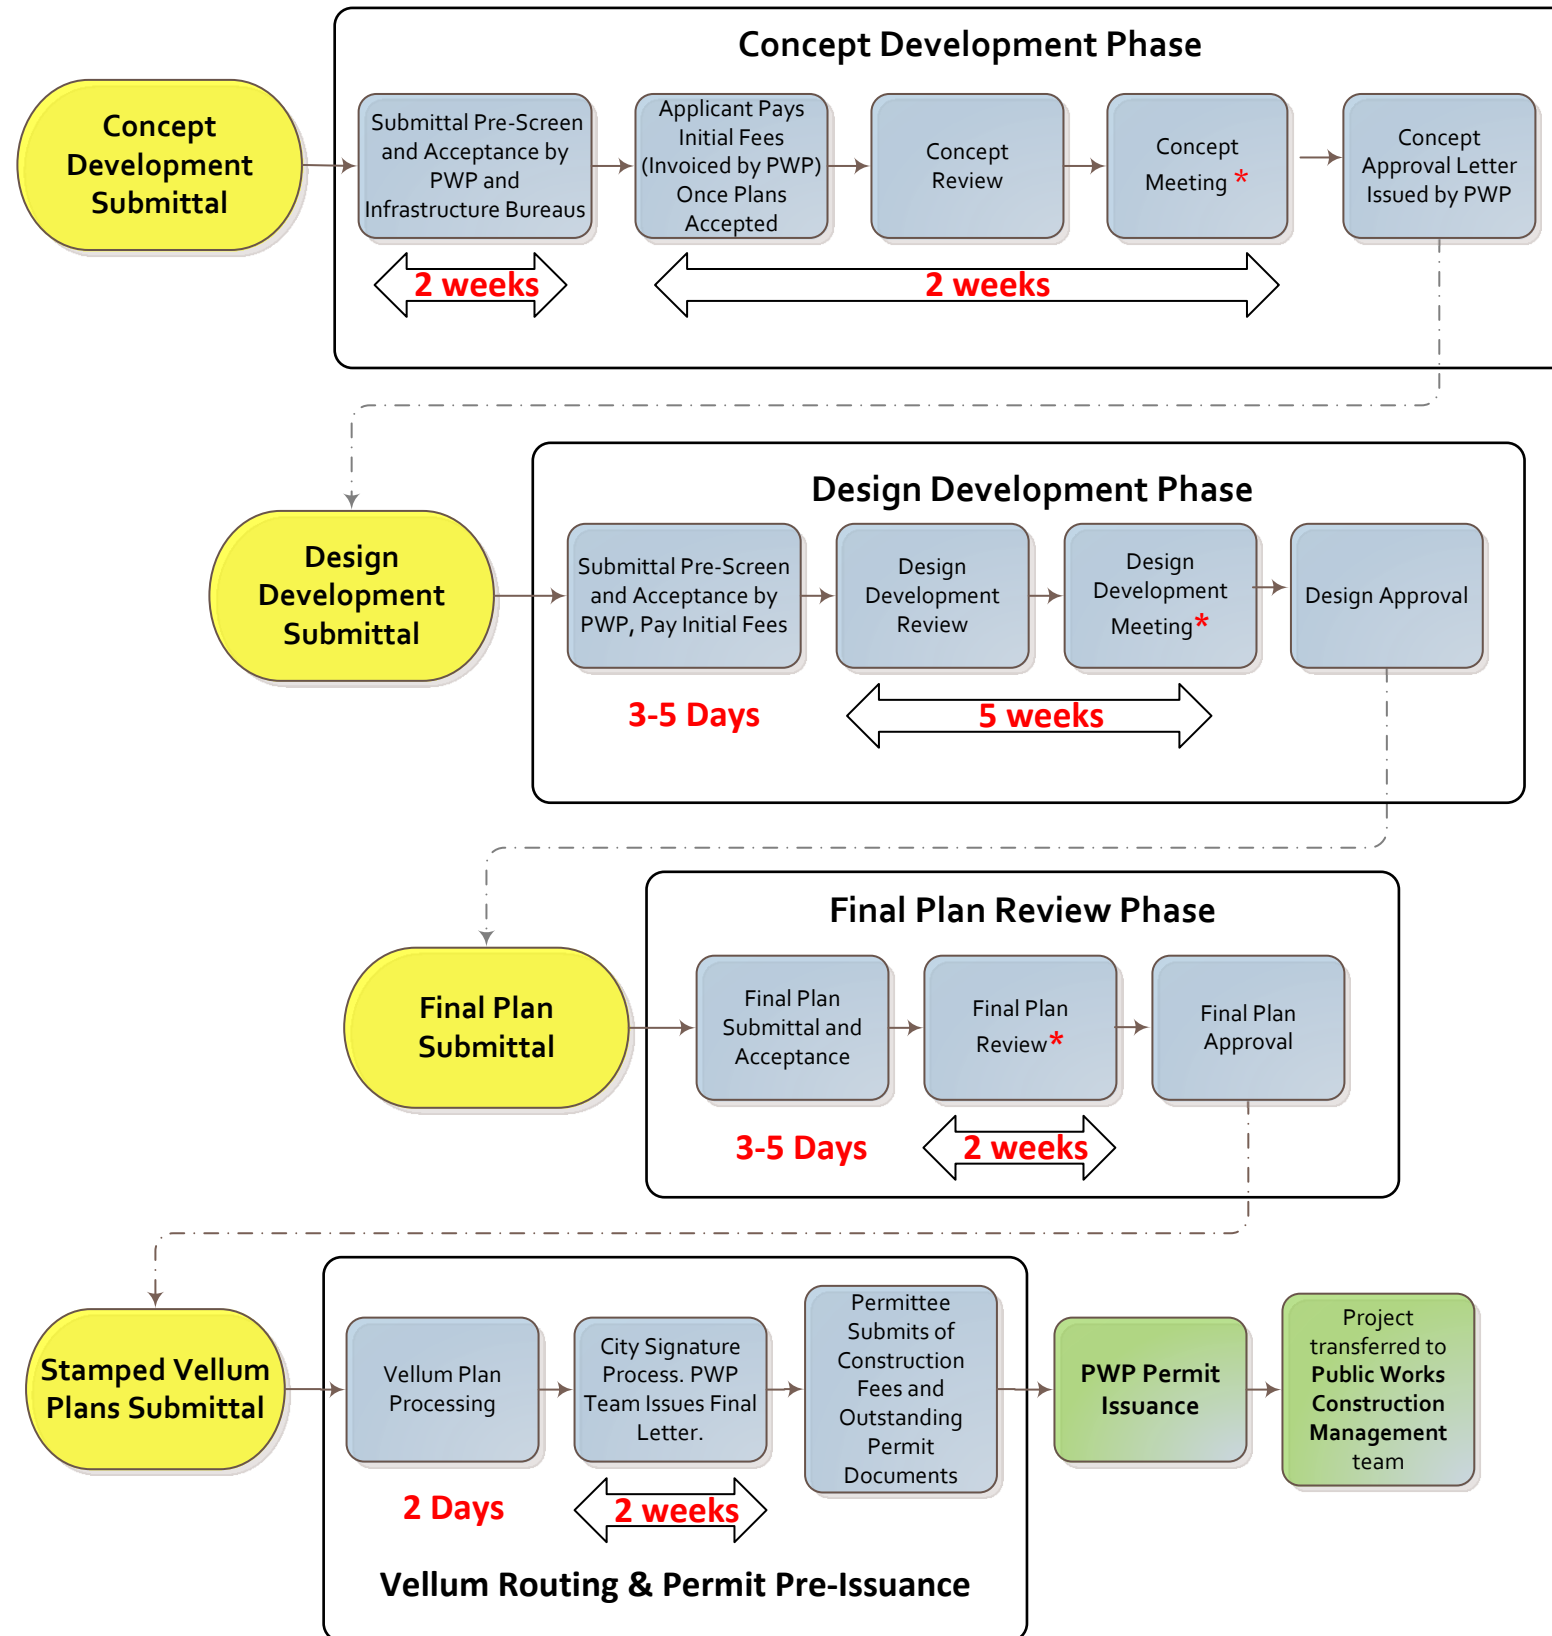 Concept Development Phase
Concept
Development
Submittal
Submittal Pre-Screen
and Acceptance by
PWP and
Infrastructure Bureaus
Applicant Pays
Initial Fees
(Invoiced by PWP)
Once Plans
Accepted
Concept
Review
Concept
Meeting *
Concept
Approval Letter
Issued by PWP
2 weeks
2 weeks
Design Development Phase
Design
Development
Submittal
Submittal Pre-Screen
and Acceptance by
PWP, Pay Initial Fees
Design
Development
Review
Design
Development
Meeting*
Design Approval
3-5 Days
5 weeks
Final Plan Review Phase
Final Plan
Submittal
Final Plan
Submittal and
Acceptance
Final Plan
Review*
Final Plan
Approval
3-5 Days
2 weeks
Stamped Vellum
Plans Submittal
Vellum Plan
Processing
City Signature
Process. PWP
Team Issues Final
Letter.
Permittee
Submits of
Construction
Fees and
Outstanding
Permit
Documents
PWP Permit
Issuance
Project
transferred to
Public Works
Construction
Management
team
2 Days
2 weeks
Vellum Routing & Permit Pre-Issuance